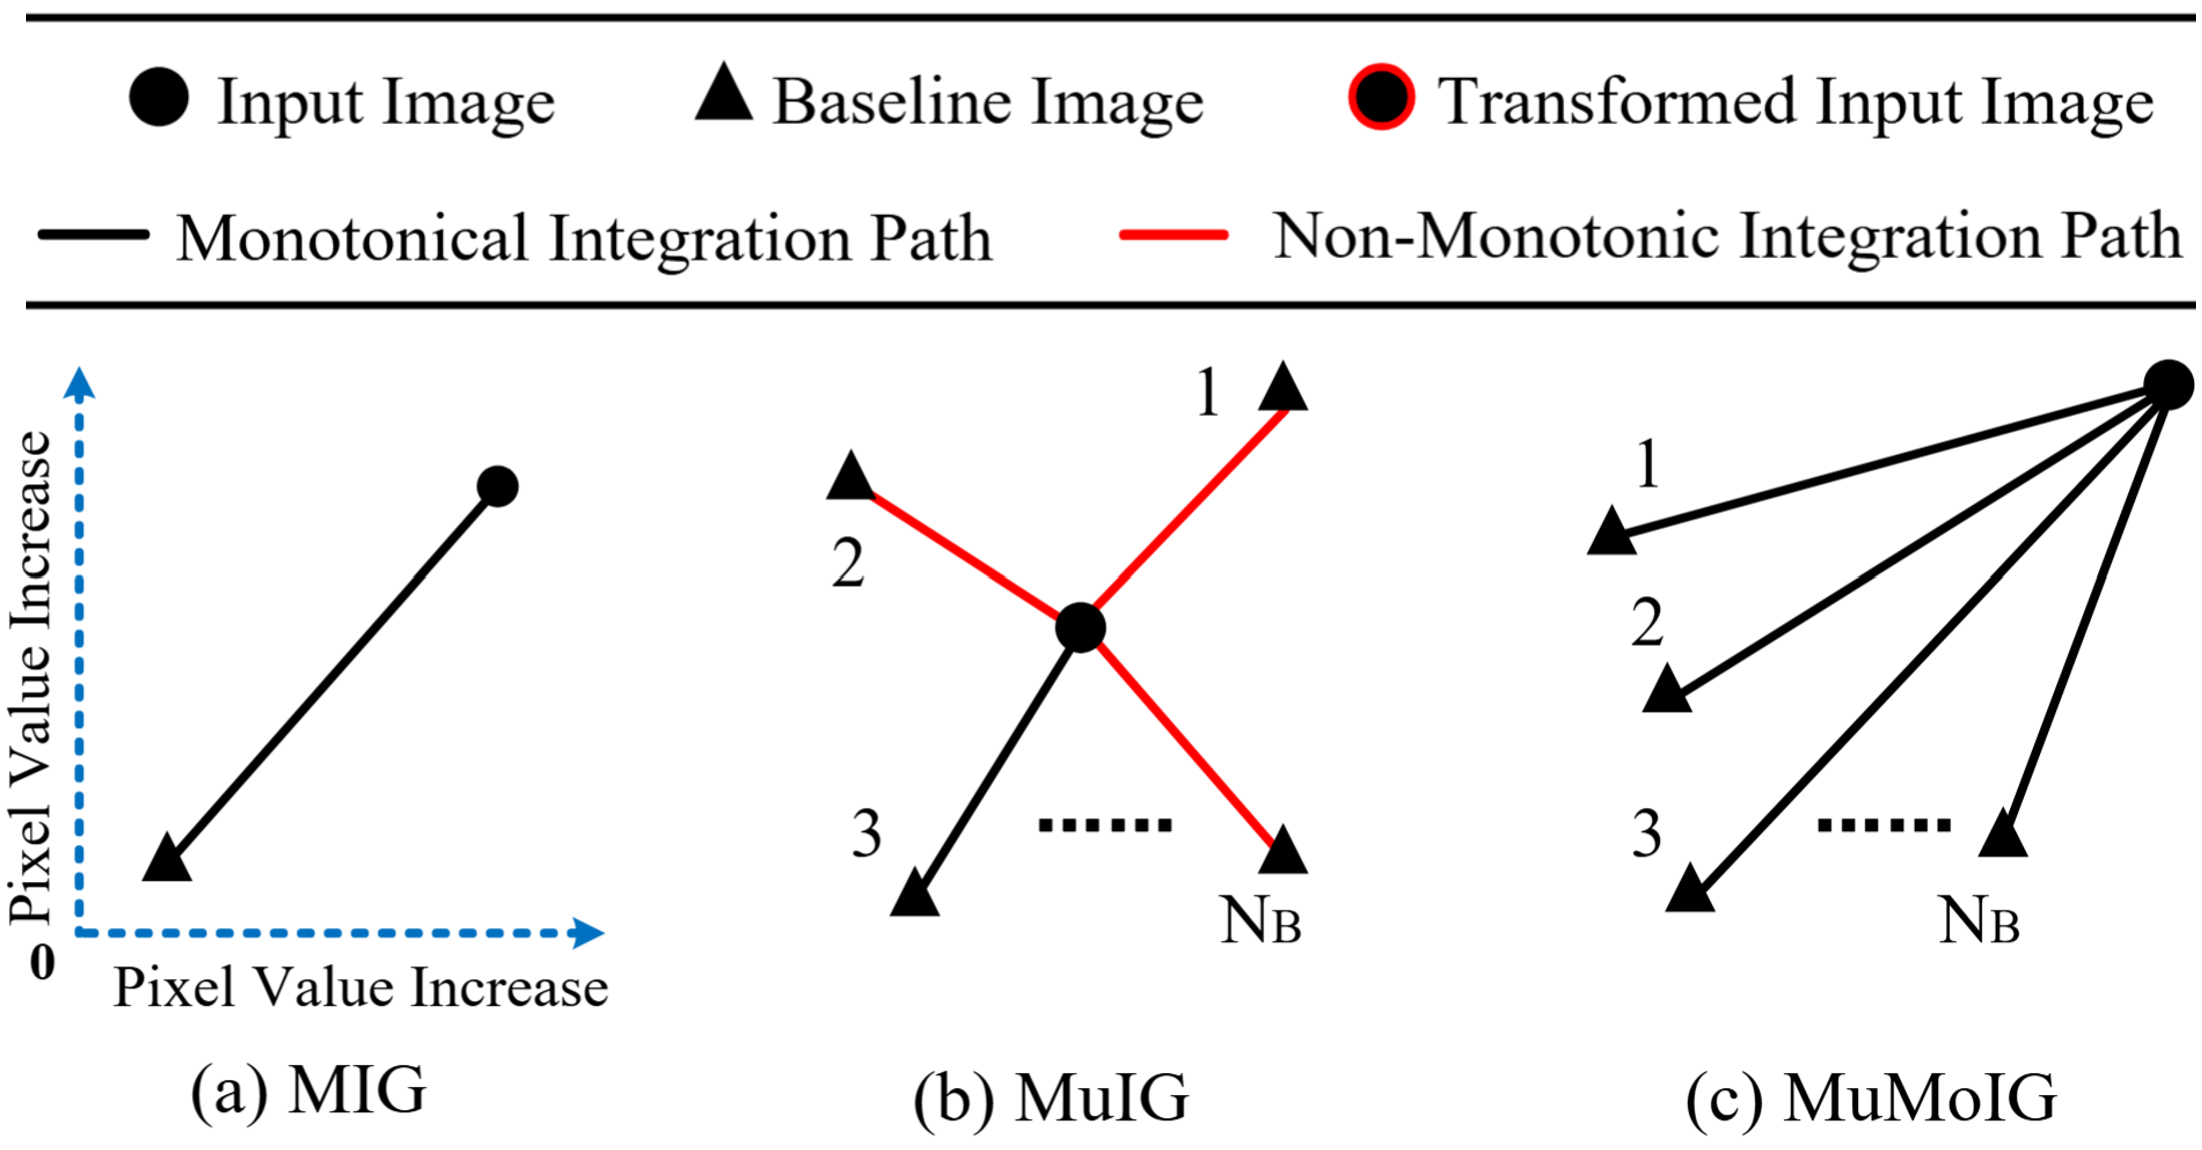 Input Image Baseline Image Transformed Input Image
Monotonical Integration Path Non-Monotonic Integration Path
Pixel Value Increase
0
Pixel Value Increase
(a) MIG
1
2
3
......
NB
(b) MuIG
1
2
3
......
NB
(c) MuMoIG